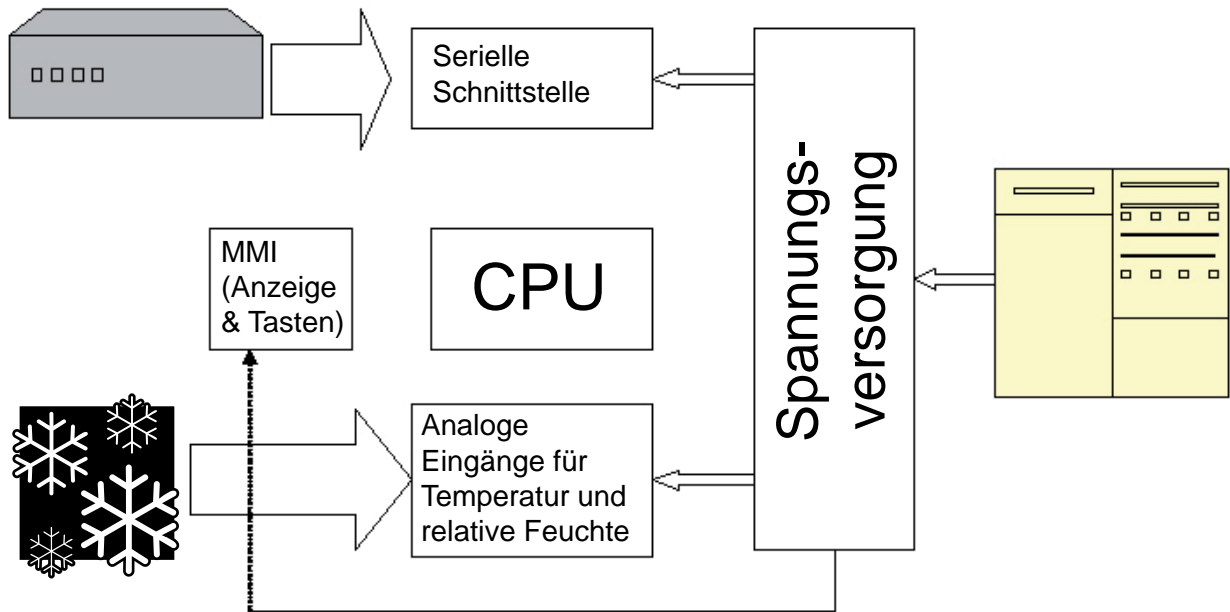 Serielle
Schnittstelle
MMI
(Anzeige
& Tasten)
CPU
Spannungs-
versorgung
Analoge
Eingänge für
Temperatur und
relative Feuchte